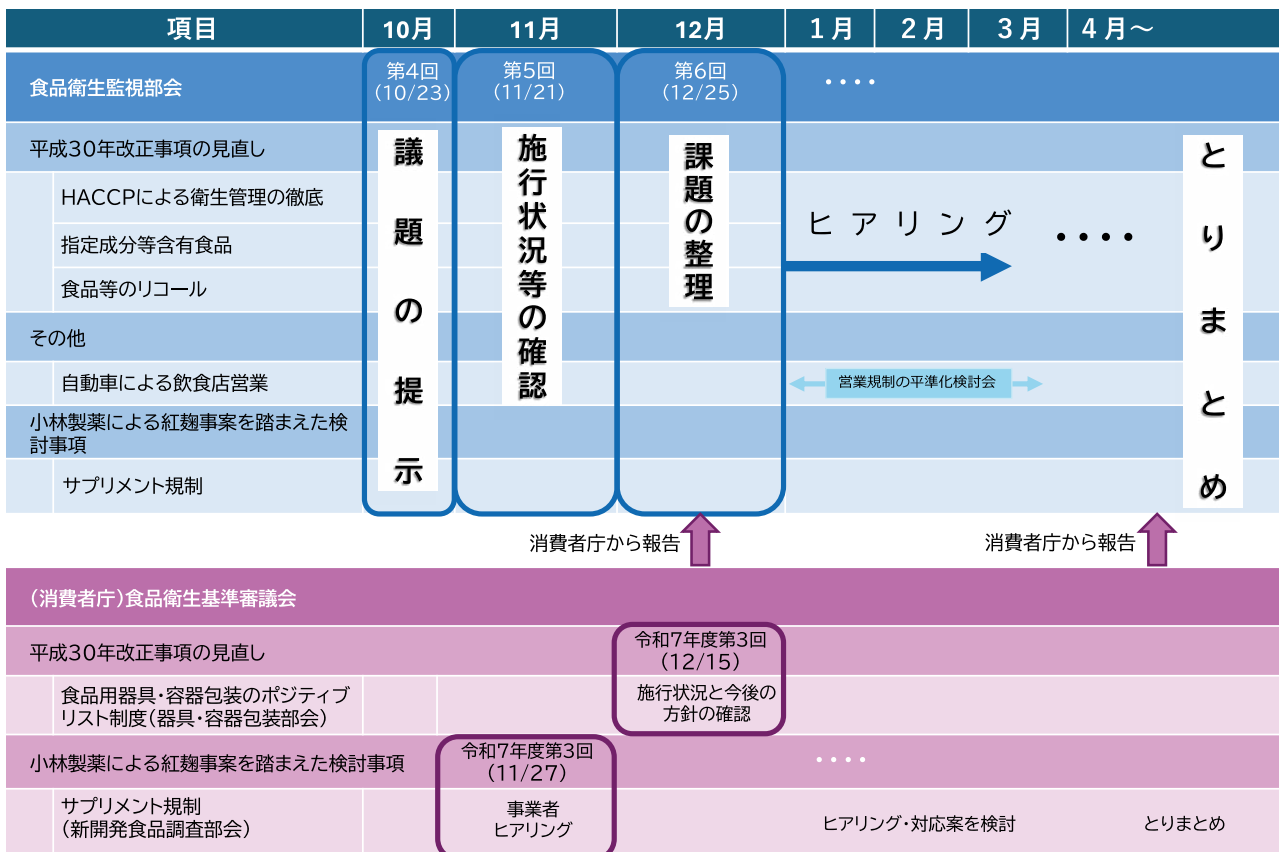 項目
10月
11月
12月
1月
2月
3月
4月～
食品衛生監視部会
第4回
(10/23)
第5回
(11/21)
第6回
(12/25)
・・・・
平成30年改正事項の見直し
HACCPによる衛生管理の徹底
指定成分等含有食品
食品等のリコール
その他
自動車による飲食店営業
小林製薬による紅麹事案を踏まえた検
討事項
サプリメント規制
議題の提示
施行状況等の確認
課題の整理
ヒアリング
・・・・
営業規制の平準化検討会
とりまとめ
消費者庁から報告
消費者庁から報告
(消費者庁)食品衛生基準審議会
平成30年改正事項の見直し
令和7年度第3回
(12/15)
食品用器具・容器包装のポジティブ
リスト制度(器具・容器包装部会)
施行状況と今後の
方針の確認
小林製薬による紅麹事案を踏まえた検討事項
令和7年度第3回
(11/27)
・・・・
サプリメント規制
(新開発食品調査部会)
事業者
ヒアリング
ヒアリング・対応案を検討
とりまとめ